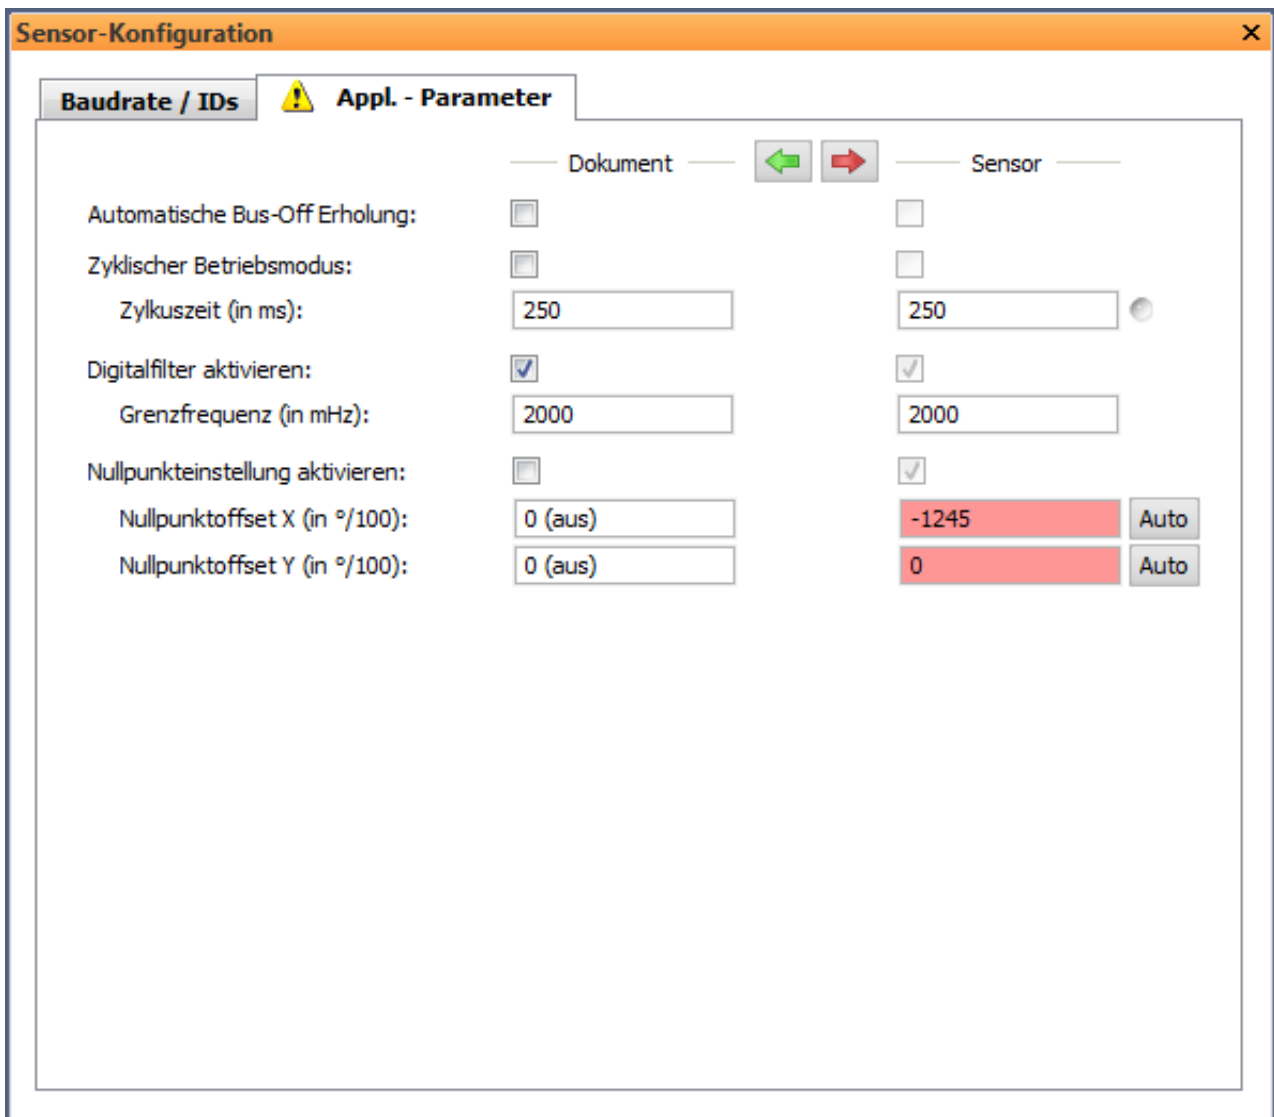 Sensor-Konfiguration
Baudrate / IDs Appl. - Parameter
Dokument Sensor
Automatische Bus-Off Erholung:
Zyklischer Betriebsmodus:
Zylkuszeit (in ms): 250 250
Digitalfilter aktivieren:
Grenzfrequenz (in mHz): 2000 2000
Nullpunkteinstellung aktivieren:
Nullpunktoffset X (in °/100): 0 (aus) -1245 Auto
Nullpunktoffset Y (in °/100): 0 (aus) 0 Auto